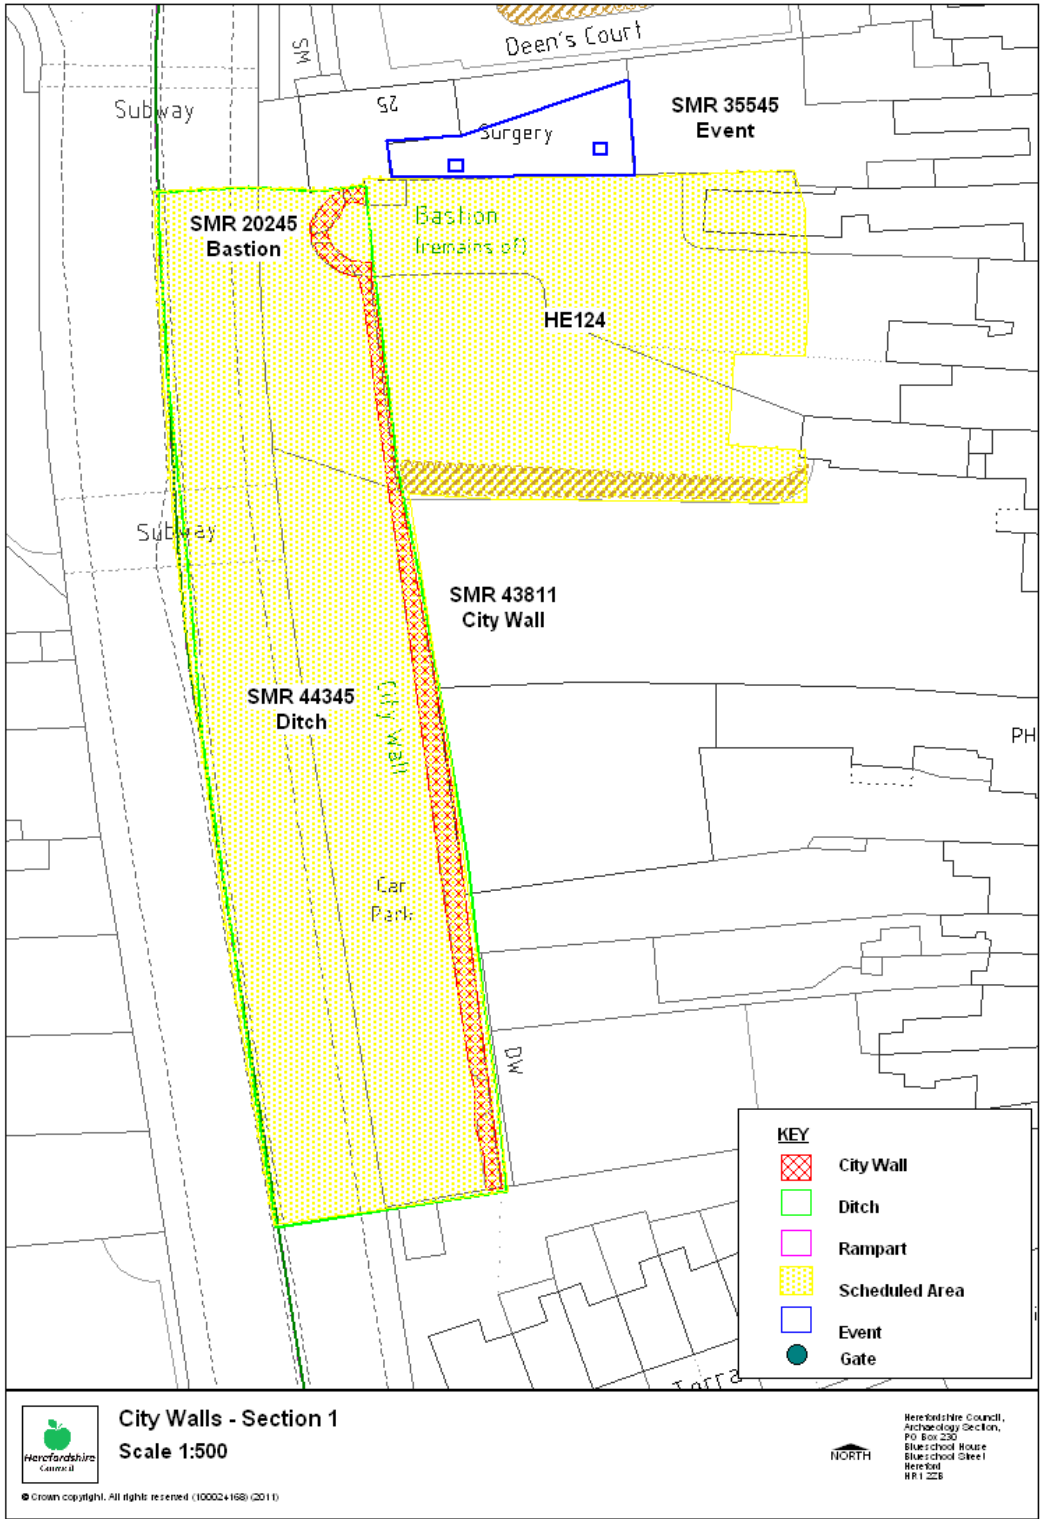 Deen's Court
SM
Subway
25
Surgery
SMR 35545
Event
SMR 20245
Bastion
Bastion
(remains of)
HE124
Subway
SMR 43811
City Wall
SMR 44345
Ditch
City Wall
PH
Car
Park
DW
KEY
City Wall
Ditch
Rampart
Scheduled Area
Event
Gate
Terra
City Walls - Section 1
Scale 1:500
Herefordshire
Council
NORTH
Herefordshire Council,
Archaeology Section,
PO Box 230
Blueschool House
Blueschool Street
Hereford
HR1 2ZB
© Crown copyright. All rights reserved (100024168) (2011)